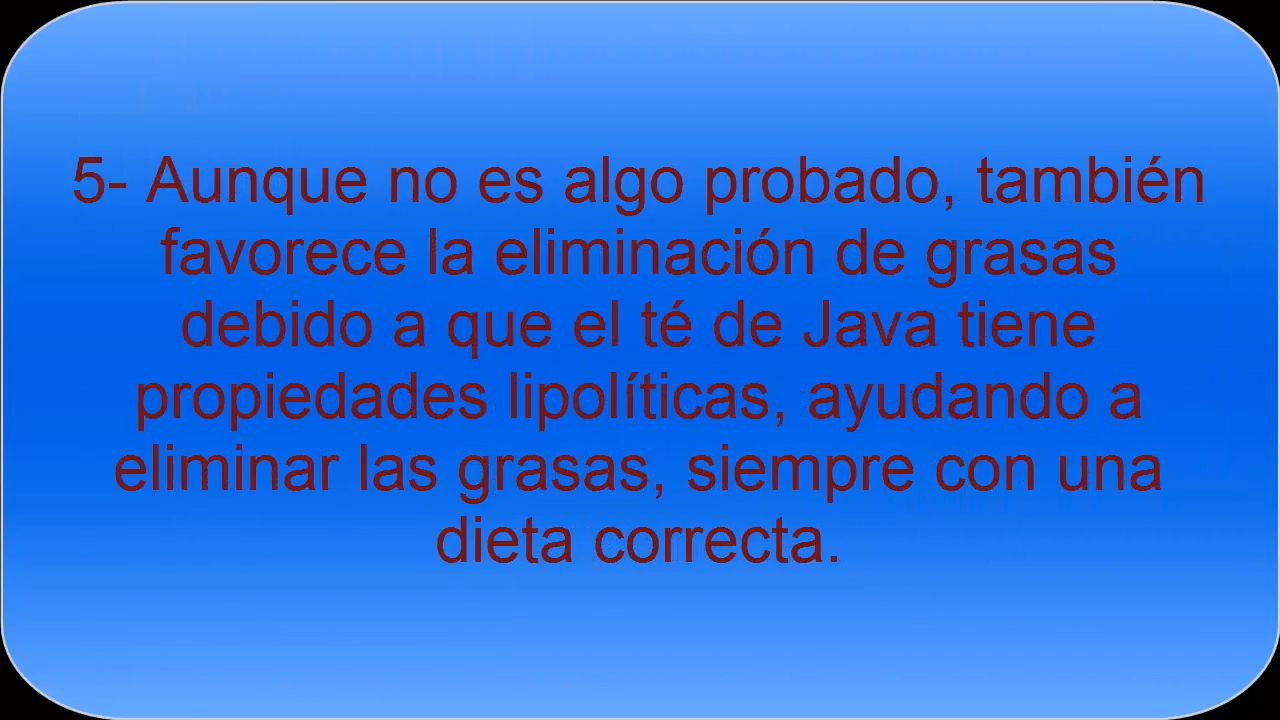 5- Aunque no es algo probado, también
favorece la eliminación de grasas
debido a que el té de Java tiene
propiedades lipolíticas, ayudando a
eliminar las grasas, siempre con una
dieta correcta.